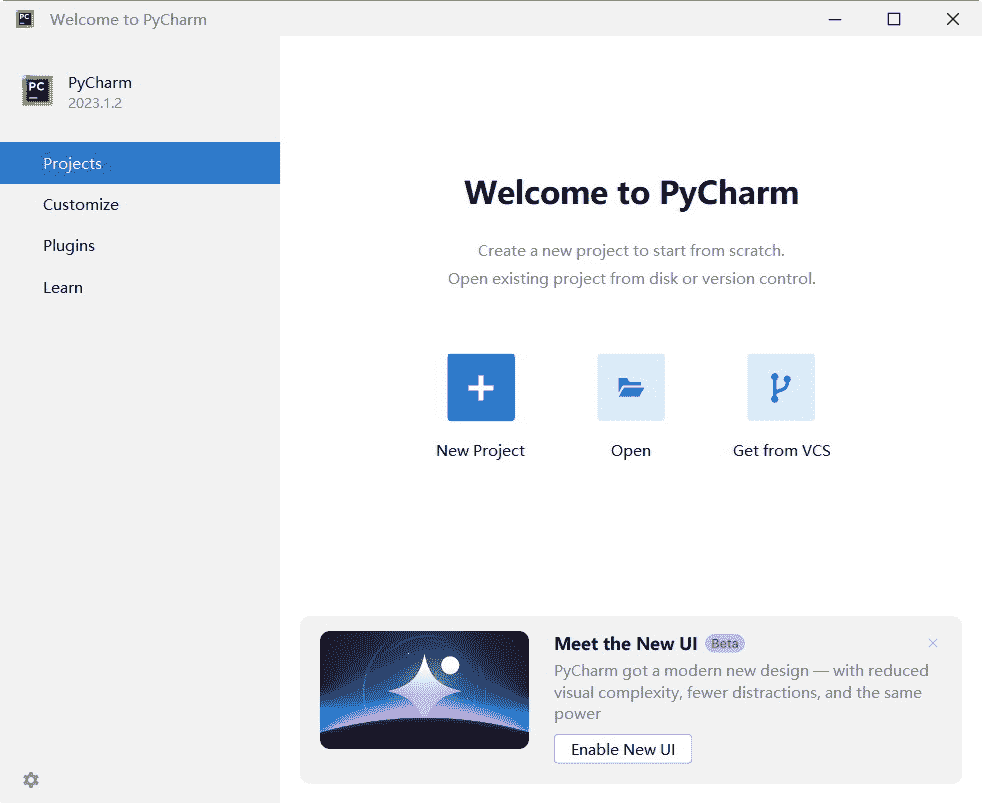 Welcome to PyCharm
PyCharm
2023.1.2
Projects
Customize
Plugins
Learn
Welcome to PyCharm
Create a new project to start from scratch.
Open existing project from disk or version control.
New Project
Open
Get from VCS
Meet the New UI Beta
PyCharm got a modern new design — with reduced
visual complexity, fewer distractions, and the same
power
Enable New UI